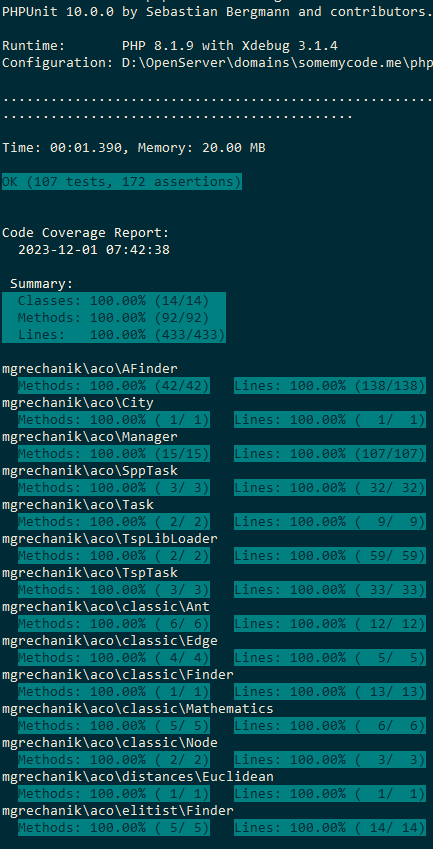 PHPUnit 10.0.0 by Sebastian Bergmann and contributors.
Runtime:       PHP 8.1.9 with Xdebug 3.1.4
Configuration: D:\OpenServer\domains\somemycode.me\php
......................................................
............................................
Time: 00:01.390, Memory: 20.00 MB
OK (107 tests, 172 assertions)
Code Coverage Report:
  2023-12-01 07:42:38
 Summary:
  Classes: 100.00% (14/14)
  Methods: 100.00% (92/92)
  Lines:   100.00% (433/433)
mgrechanik\aco\AFinder
  Methods: 100.00% (42/42)   Lines: 100.00% (138/138)
mgrechanik\aco\City
  Methods: 100.00% ( 1/ 1)   Lines: 100.00% (  1/  1)
mgrechanik\aco\Manager
  Methods: 100.00% (15/15)   Lines: 100.00% (107/107)
mgrechanik\aco\SppTask
  Methods: 100.00% ( 3/ 3)   Lines: 100.00% ( 32/ 32)
mgrechanik\aco\Task
  Methods: 100.00% ( 2/ 2)   Lines: 100.00% (  9/  9)
mgrechanik\aco\TspLibLoader
  Methods: 100.00% ( 2/ 2)   Lines: 100.00% ( 59/ 59)
mgrechanik\aco\TspTask
  Methods: 100.00% ( 3/ 3)   Lines: 100.00% ( 33/ 33)
mgrechanik\aco\classic\Ant
  Methods: 100.00% ( 6/ 6)   Lines: 100.00% ( 12/ 12)
mgrechanik\aco\classic\Edge
  Methods: 100.00% ( 4/ 4)   Lines: 100.00% (  5/  5)
mgrechanik\aco\classic\Finder
  Methods: 100.00% ( 1/ 1)   Lines: 100.00% ( 13/ 13)
mgrechanik\aco\classic\Mathematics
  Methods: 100.00% ( 5/ 5)   Lines: 100.00% (  6/  6)
mgrechanik\aco\classic\Node
  Methods: 100.00% ( 2/ 2)   Lines: 100.00% (  3/  3)
mgrechanik\aco\distances\Euclidean
  Methods: 100.00% ( 1/ 1)   Lines: 100.00% (  1/  1)
mgrechanik\aco\elitist\Finder
  Methods: 100.00% ( 5/ 5)   Lines: 100.00% ( 14/ 14)